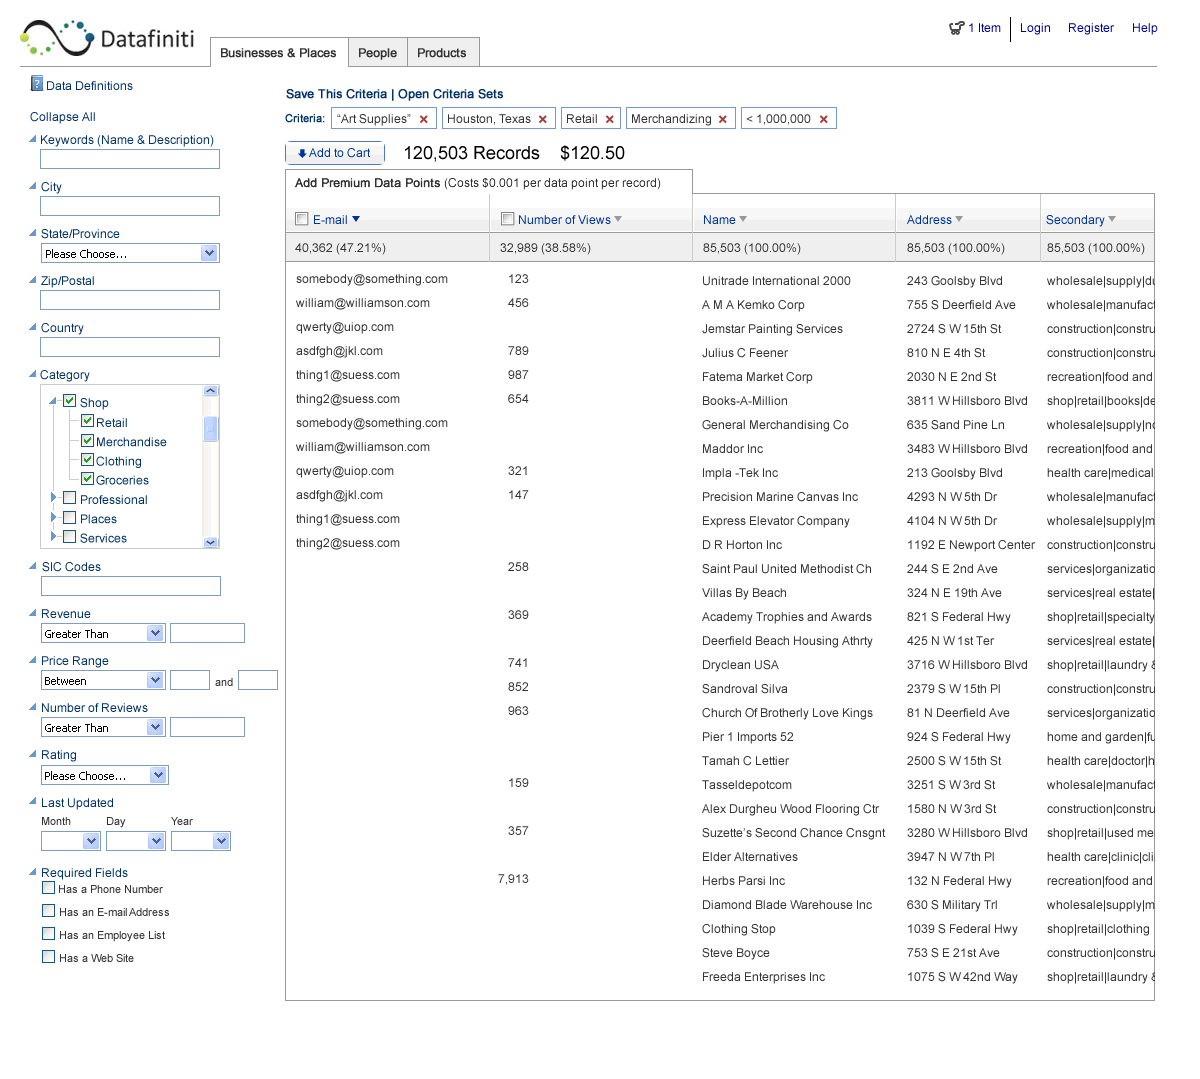 Datafiniti
Businesses & Places People Products
1 Item Login Register Help
Data Definitions
Collapse All
Keywords (Name & Description)
City
State/Province
Please Choose...
Zip/Postal
Country
Category
Shop
Retail
Merchandise
Clothing
Groceries
Professional
Places
Services
SIC Codes
Revenue
Greater Than
Price Range
Between and
Number of Reviews
Greater Than
Rating
Please Choose...
Last Updated
Month Day Year
Required Fields
Has a Phone Number
Has an E-mail Address
Has an Employee List
Has a Web Site
Save This Criteria | Open Criteria Sets
Criteria: “Art Supplies” Houston, Texas Retail Merchandizing < 1,000,000
Add to Cart 120,503 Records $120.50
Add Premium Data Points (Costs $0.001 per data point per record)
E-mail Number of Views Name Address Secondary
40,362 (47.21%) 32,989 (38.58%) 85,503 (100.00%) 85,503 (100.00%) 85,503 (100.00%)
somebody@something.com 123 Unitrade International 2000 243 Goolsby Blvd wholesale|supply|du
william@williamson.com 456 A M A Kemko Corp 755 S Deerfield Ave wholesale|manufact
qwerty@uiop.com Jemstar Painting Services 2724 S W 15th St construction|constru
asdfgh@jkl.com 789 Julius C Feener 810 N E 4th St construction|constru
thing1@suess.com 987 Fatema Market Corp 2030 N E 2nd St recreation|food and
thing2@suess.com 654 Books-A-Million 3811 W Hillsboro Blvd shop|retail|books|de
somebody@something.com General Merchandising Co 635 Sand Pine Ln wholesale|supply|no
william@williamson.com Maddor Inc 3483 W Hillsboro Blvd recreation|food and
qwerty@uiop.com 321 Impla -Tek Inc 213 Goolsby Blvd health care|medical
asdfgh@jkl.com 147 Precision Marine Canvas Inc 4293 N W 5th Dr wholesale|manufact
thing1@suess.com Express Elevator Company 4104 N W 5th Dr wholesale|supply|m
thing2@suess.com D R Horton Inc 1192 E Newport Center construction|constru
258 Saint Paul United Methodist Ch 244 S E 2nd Ave services|organizatio
Villas By Beach 324 N E 19th Ave services|real estate|
369 Academy Trophies and Awards 821 S Federal Hwy shop|retail|specialty
Deerfield Beach Housing Athrty 425 N W 1st Ter services|real estate|
741 Dryclean USA 3716 W Hillsboro Blvd shop|retail|laundry &
852 Sandroval Silva 2379 S W 15th Pl construction|constru
963 Church Of Brotherly Love Kings 81 N Deerfield Ave services|organizatio
Pier 1 Imports 52 924 S Federal Hwy home and garden|fu
Tamah C Lettier 2500 S W 15th St health care|doctor|h
159 Tasseldepotcom 3251 S W 3rd St wholesale|manufact
Alex Durgheu Wood Flooring Ctr 1580 N W 3rd St construction|constru
357 Suzette’s Second Chance Cnsgnt 3280 W Hillsboro Blvd shop|retail|used me
Elder Alternatives 3947 N W 7th Pl health care|clinic|cli
7,913 Herbs Parsi Inc 132 N Federal Hwy recreation|food and
Diamond Blade Warehouse Inc 630 S Military Trl wholesale|supply|m
Clothing Stop 1039 S Federal Hwy shop|retail|clothing
Steve Boyce 753 S E 21st Ave construction|constru
Freeda Enterprises Inc 1075 S W 42nd Way shop|retail|laundry &